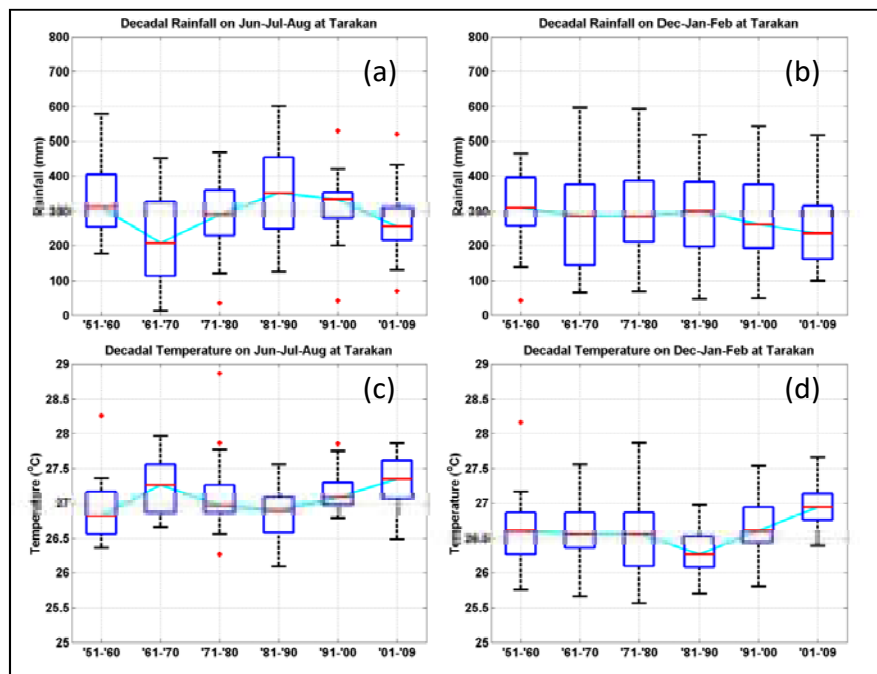 Decadal Rainfall on Jun-Jul-Aug at Tarakan
(a)
Rainfall (mm)
800
700
600
500
400
300
200
100
0
'51-'60 '61-'70 '71-'80 '81-'90 '91-'00 '01-'09
Decadal Rainfall on Dec-Jan-Feb at Tarakan
(b)
Rainfall (mm)
800
700
600
500
400
300
200
100
0
'51-'60 '61-'70 '71-'80 '81-'90 '91-'00 '01-'09
Decadal Temperature on Jun-Jul-Aug at Tarakan
(c)
Temperature (°C)
29
28.5
28
27.5
27
26.5
26
25.5
25
'51-'60 '61-'70 '71-'80 '81-'90 '91-'00 '01-'09
Decadal Temperature on Dec-Jan-Feb at Tarakan
(d)
Temperature (°C)
29
28.5
28
27.5
27
26.5
26
25.5
25
'51-'60 '61-'70 '71-'80 '81-'90 '91-'00 '01-'09